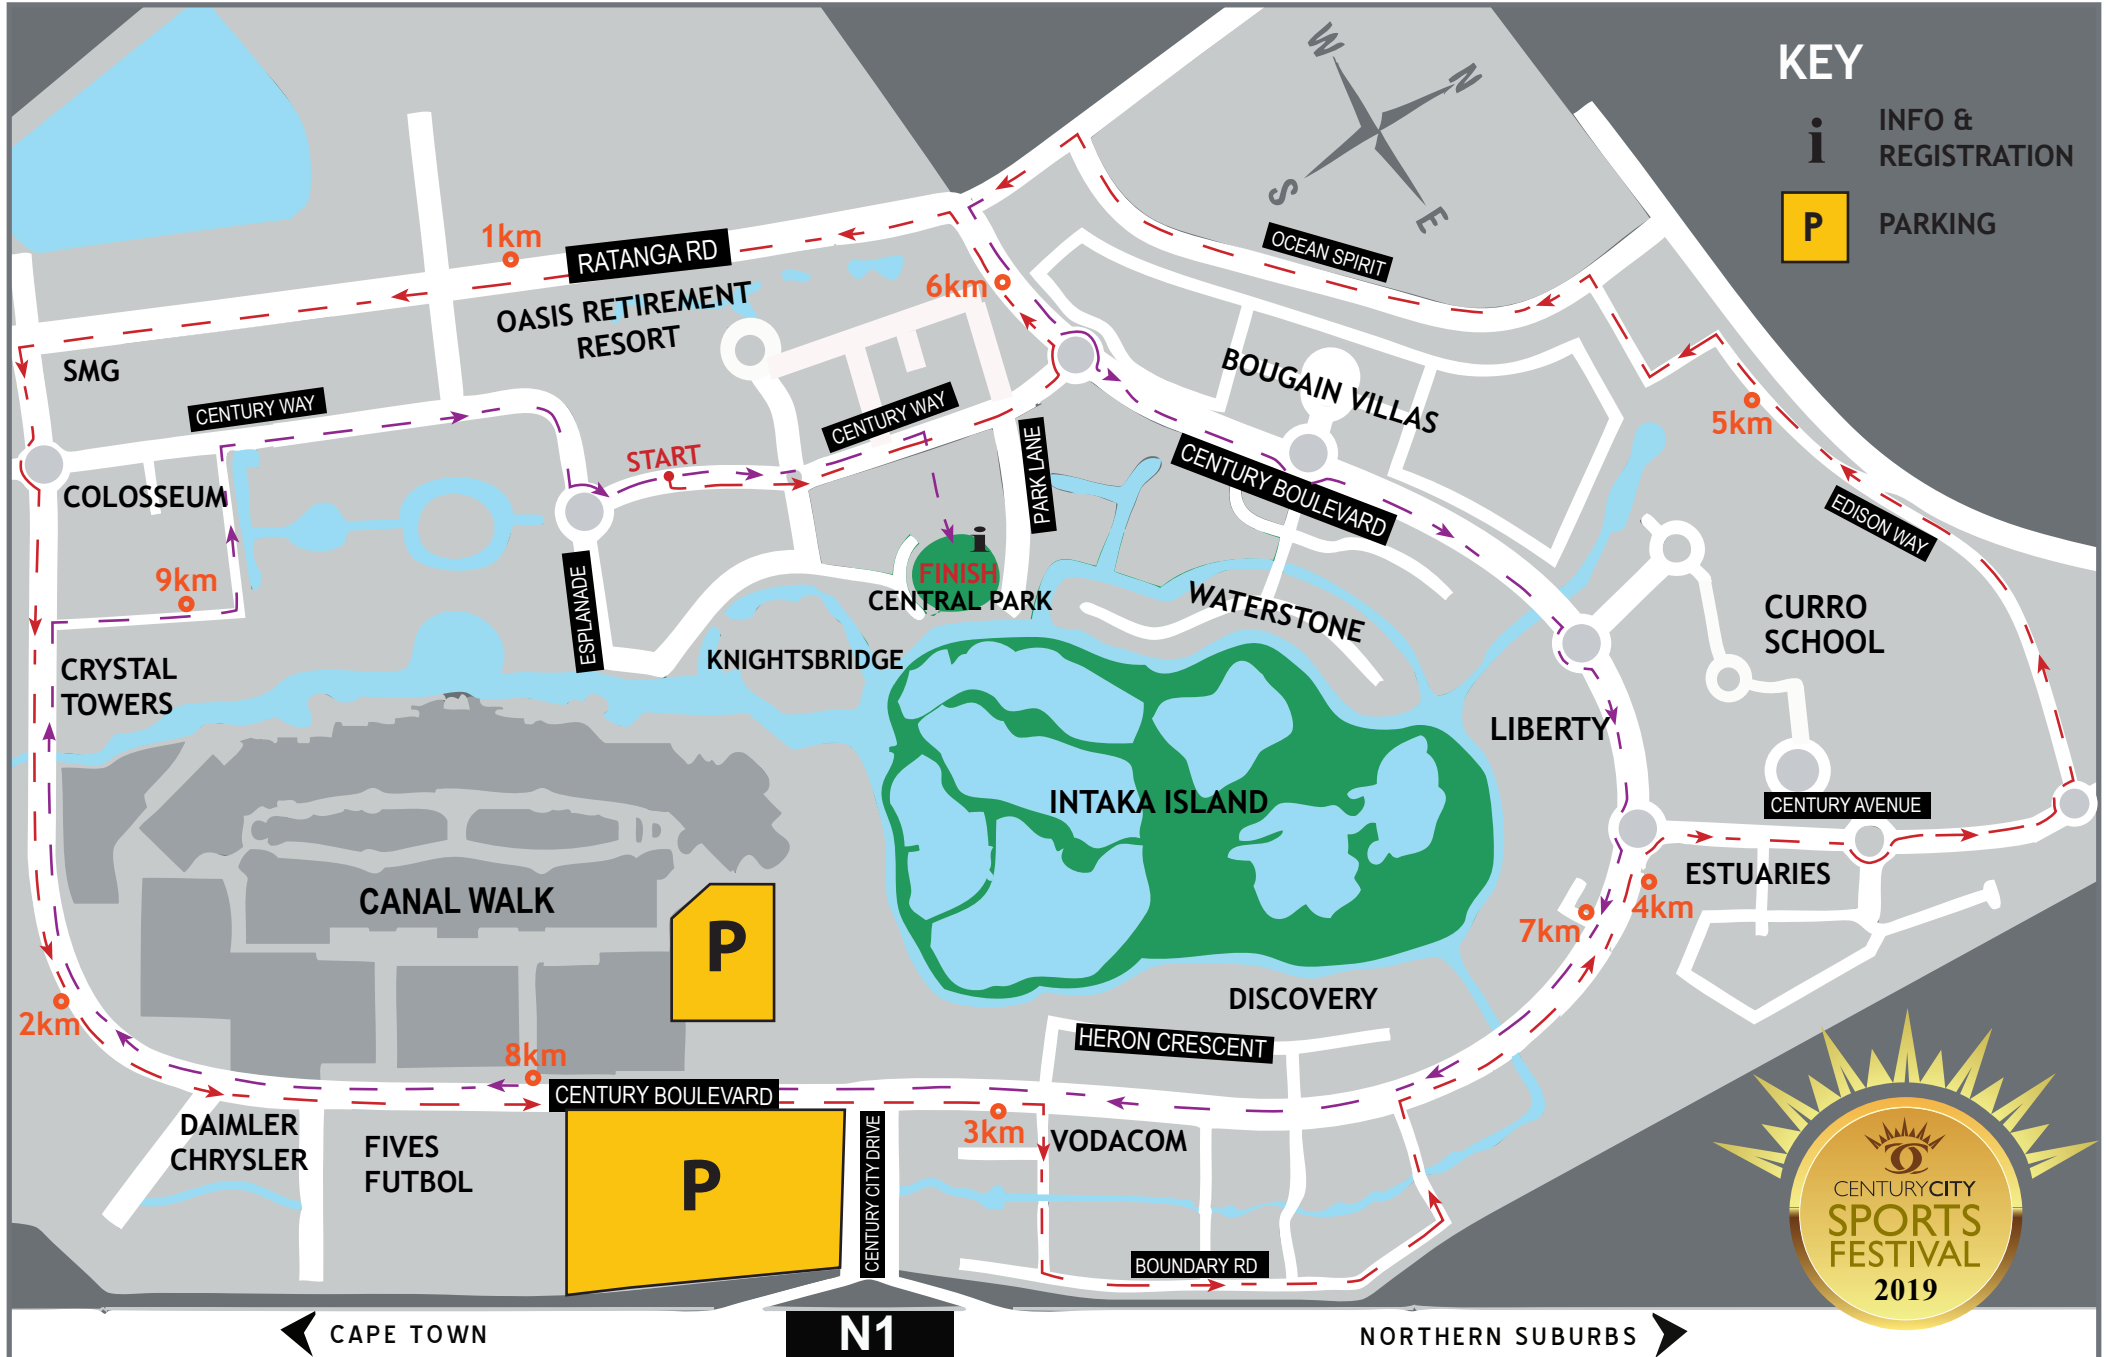 KEY
i
INFO &
REGISTRATION
P
PARKING
W
N
S
E
1km
RATANGA RD
OASIS RETIREMENT
RESORT
6km
OCEAN SPIRIT
SMG
CENTURY WAY
BOUGAIN VILLAS
5km
START
CENTURY WAY
PARK LANE
CENTURY BOULEVARD
EDISON WAY
COLOSSEUM
9km
ESPLANADE
i
FINISH
CENTRAL PARK
WATERSTONE
CURRO
SCHOOL
CRYSTAL
TOWERS
KNIGHTSBRIDGE
LIBERTY
INTAKA ISLAND
CENTURY AVENUE
ESTUARIES
CANAL WALK
P
7km
4km
2km
DISCOVERY
HERON CRESCENT
8km
CENTURY BOULEVARD
3km
VODACOM
DAIMLER
CHRYSLER
FIVES
FUTBOL
P
CENTURY CITY DRIVE
BOUNDARY RD
CENTURYCITY
SPORTS
FESTIVAL
2019
CAPE TOWN
N1
NORTHERN SUBURBS